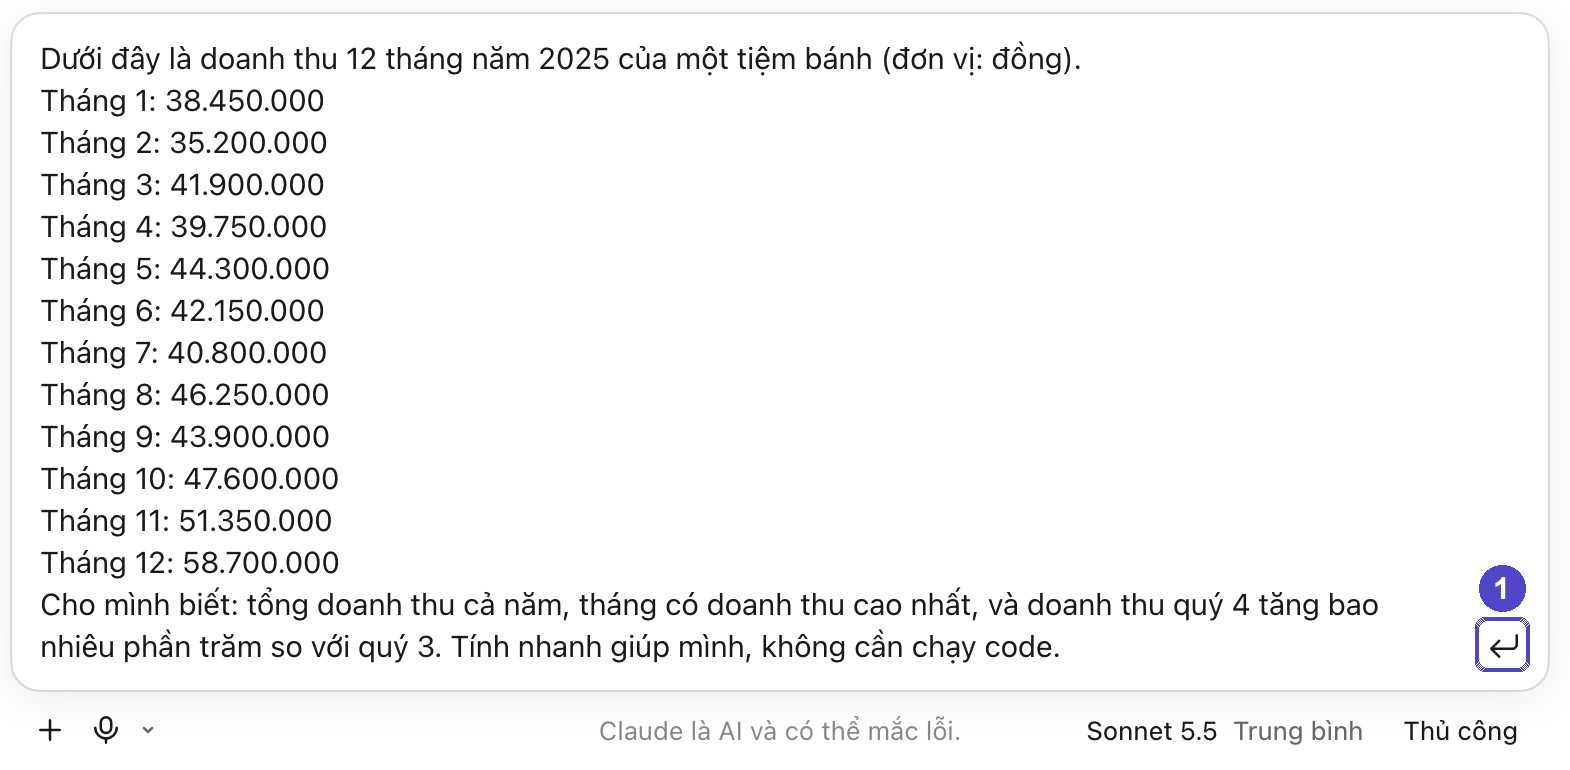 Dưới đây là doanh thu 12 tháng năm 2025 của một tiệm bánh (đơn vị: đồng).
Tháng 1: 38.450.000
Tháng 2: 35.200.000
Tháng 3: 41.900.000
Tháng 4: 39.750.000
Tháng 5: 44.300.000
Tháng 6: 42.150.000
Tháng 7: 40.800.000
Tháng 8: 46.250.000
Tháng 9: 43.900.000
Tháng 10: 47.600.000
Tháng 11: 51.350.000
Tháng 12: 58.700.000
Cho mình biết: tổng doanh thu cả năm, tháng có doanh thu cao nhất, và doanh thu quý 4 tăng bao
nhiêu phần trăm so với quý 3. Tính nhanh giúp mình, không cần chạy code.
1
Claude là AI và có thể mắc lỗi. Sonnet 5.5 Trung bình Thủ công